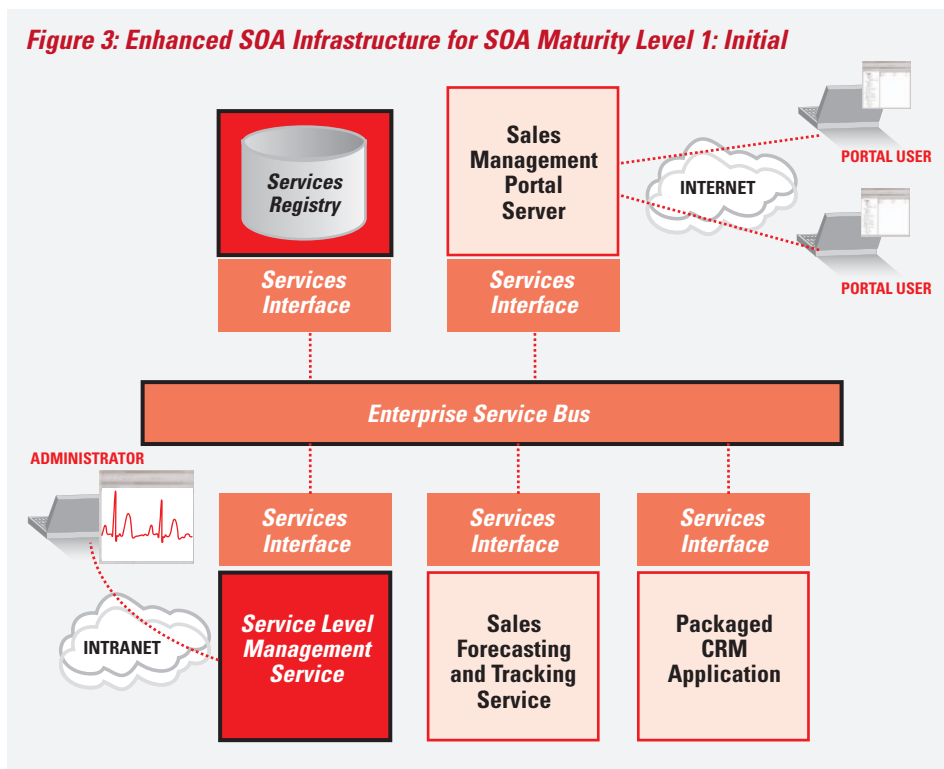 Figure 3: Enhanced SOA Infrastructure for SOA Maturity Level 1: Initial
Services
Registry
Sales
Management
Portal
Server
INTERNET
PORTAL USER
PORTAL USER
Services
Interface
Services
Interface
Enterprise Service Bus
ADMINISTRATOR
Services
Interface
Services
Interface
Services
Interface
INTRANET
Service Level
Management
Service
Sales
Forecasting
and Tracking
Service
Packaged
CRM
Application